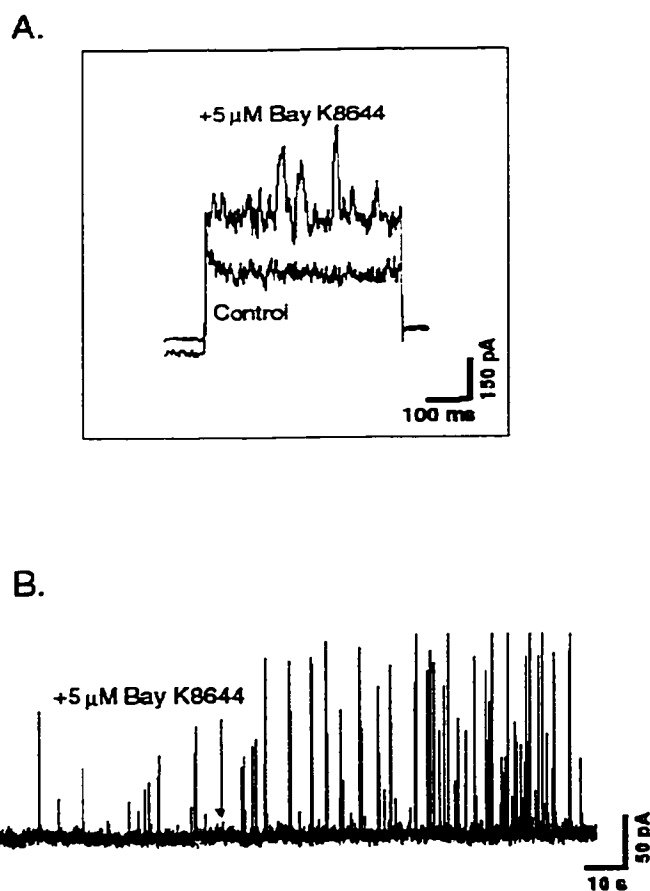 A.
+5 μM Bay K8644
Control
150 pA
100 ms
B.
+5 μM Bay K8644
50 pA
10 s